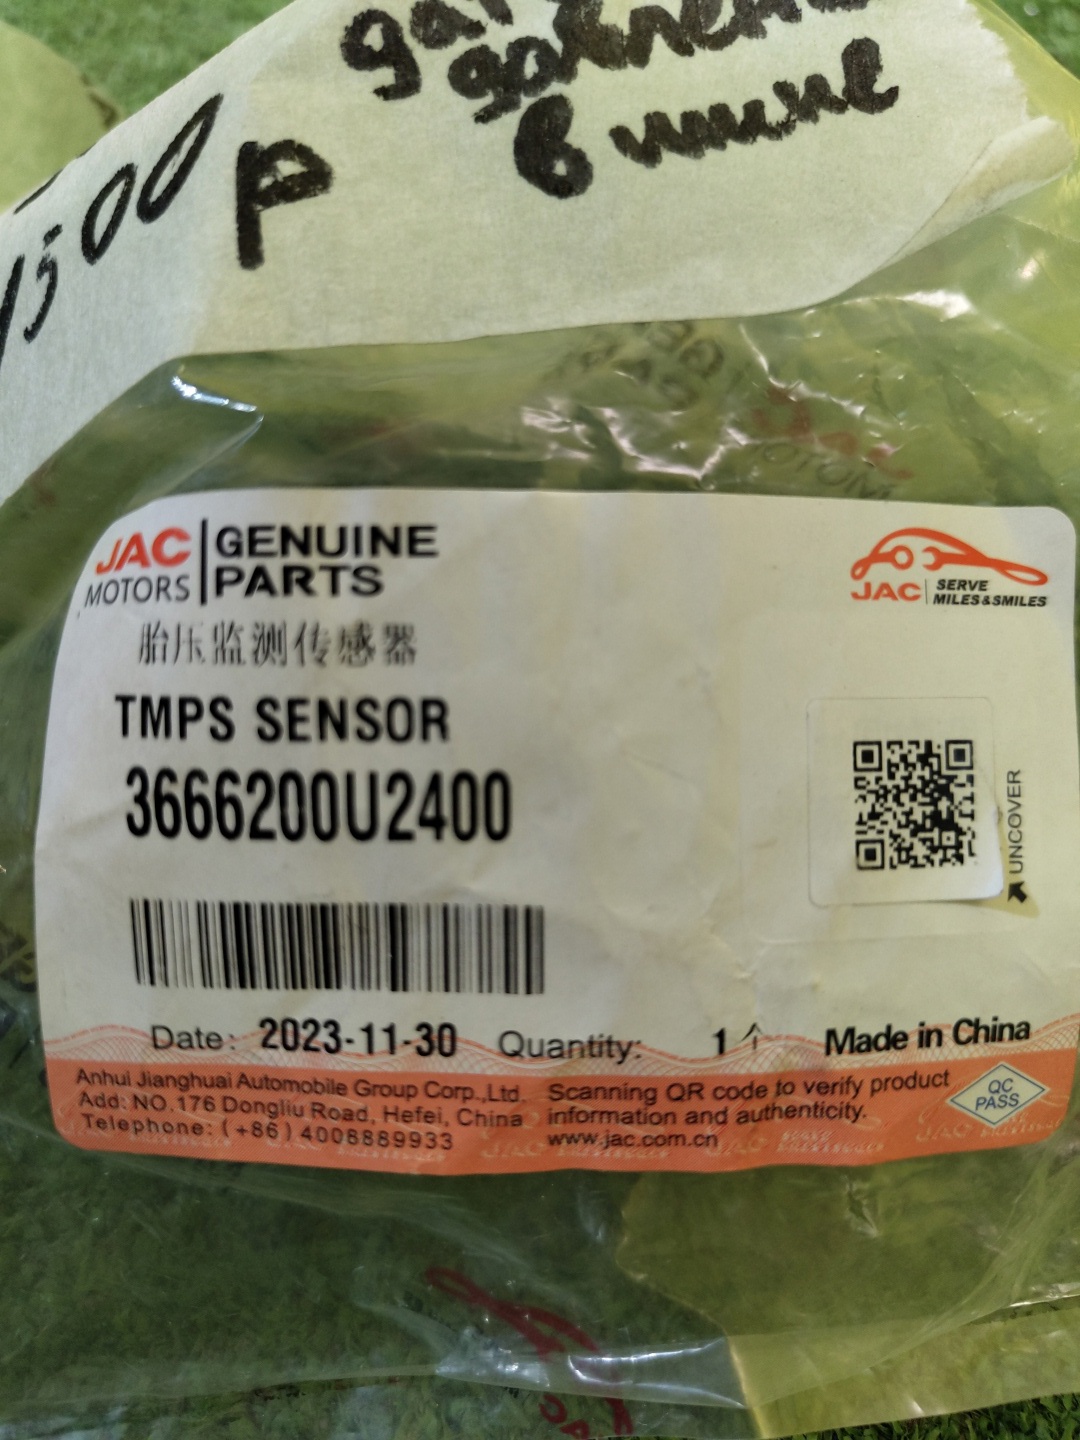 давлени
в шине
1500 р
JAC MOTORS
GENUINE PARTS
JAC SERVE MILES&SMILES
胎压监测传感器
TMPS SENSOR
3666200U2400
UNCOVER
Date: 2023-11-30 Quantity: 1个 Made in China
Anhui Jianghuai Automobile Group Corp.,Ltd.
Add: NO.176 Dongliu Road, Hefei, China
Telephone: (+86) 4008889933
Scanning QR code to verify product
information and authenticity.
www.jac.com.cn
QC PASS